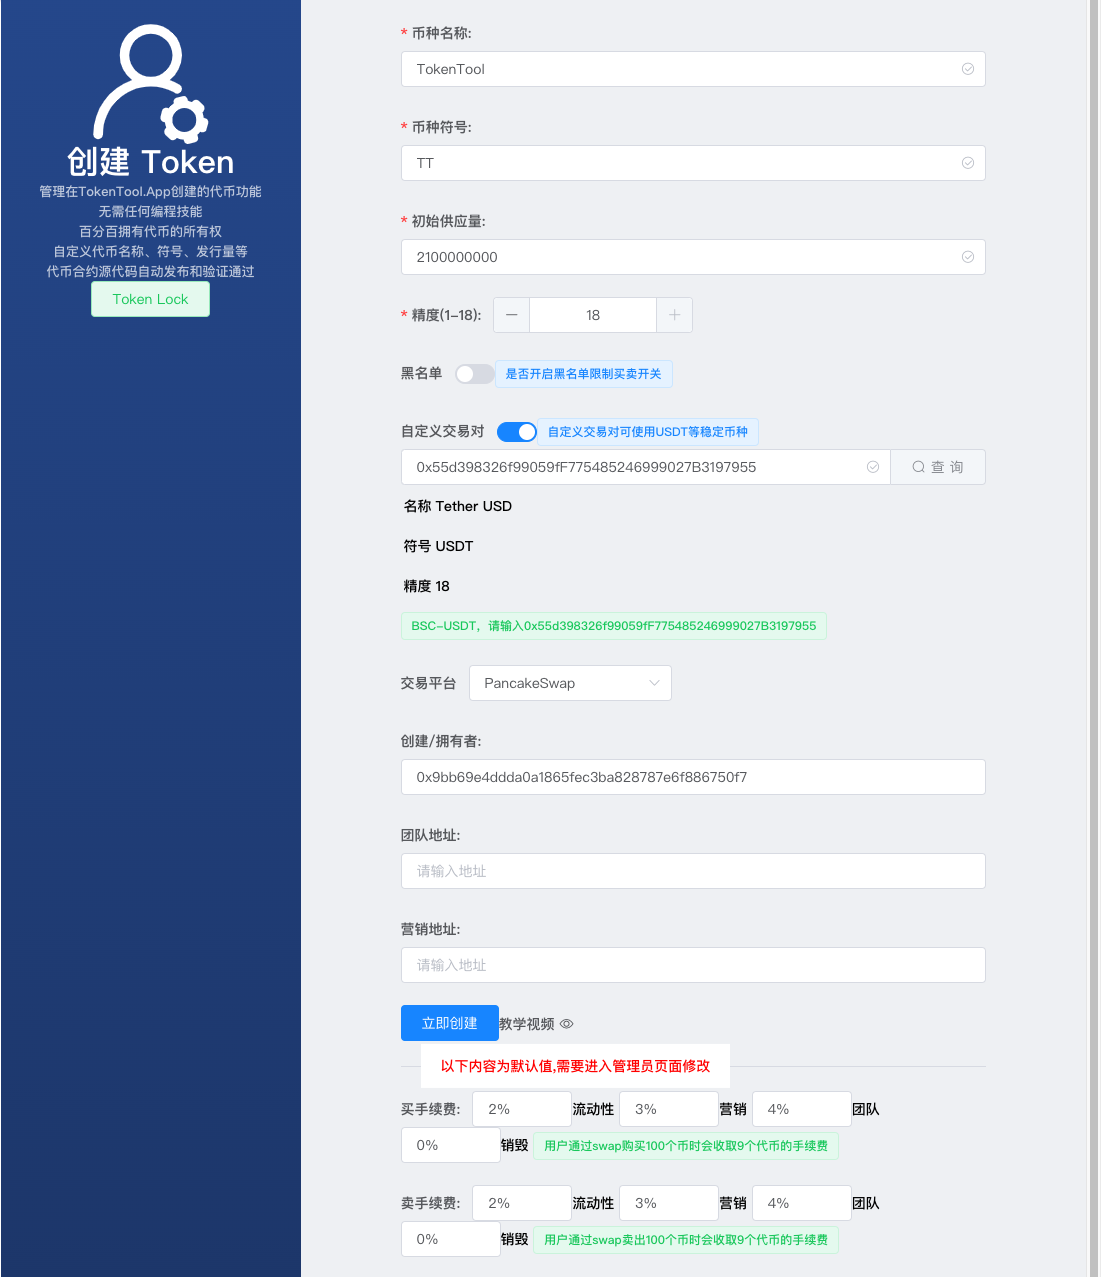 创建 Token
管理在TokenTool.App创建的代币功能
无需任何编程技能
百分百拥有代币的所有权
自定义代币名称、符号、发行量等
代币合约源代码自动发布和验证通过
Token Lock
* 币种名称:
TokenTool
* 币种符号:
TT
* 初始供应量:
2100000000
* 精度(1-18): 18
黑名单 是否开启黑名单限制买卖开关
自定义交易对 自定义交易对可使用USDT等稳定币种
0x55d398326f99059fF775485246999027B3197955 查 询
名称 Tether USD
符号 USDT
精度 18
BSC-USDT，请输入0x55d398326f99059fF775485246999027B3197955
交易平台 PancakeSwap
创建/拥有者:
0x9bb69e4ddda0a1865fec3ba828787e6f886750f7
团队地址:
请输入地址
营销地址:
请输入地址
立即创建 教学视频
以下内容为默认值,需要进入管理员页面修改
买手续费: 2% 流动性 3% 营销 4% 团队
0% 销毁 用户通过swap购买100个币时会收取9个代币的手续费
卖手续费: 2% 流动性 3% 营销 4% 团队
0% 销毁 用户通过swap卖出100个币时会收取9个代币的手续费